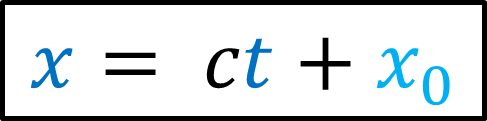 x = ct + x₀